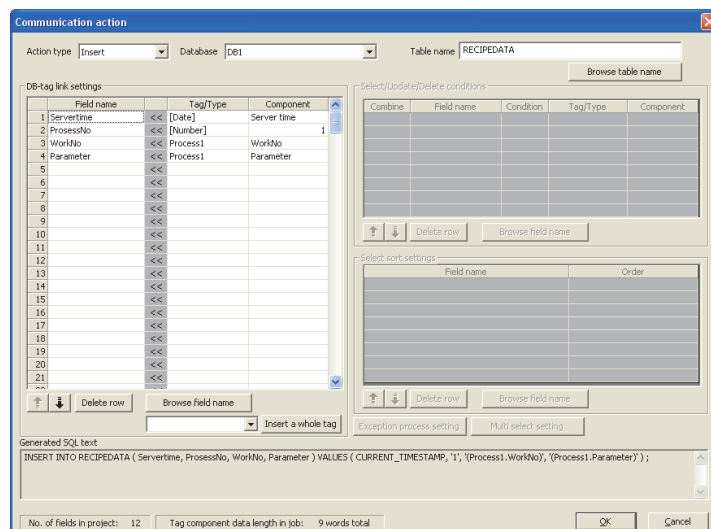 Communication action
Action type Insert Database DB1 Table name RECIPEDATA
Browse table name
DB-tag link settings
Field name Tag/Type Component
1 Servertime << [Date] Server time
2 ProsessNo << [Number] 1
3 WorkNo << Process1 WorkNo
4 Parameter << Process1 Parameter
5 <<
6 <<
7 <<
8 <<
9 <<
10 <<
11 <<
12 <<
13 <<
14 <<
15 <<
16 <<
17 <<
18 <<
19 <<
20 <<
21 <<
Delete row Browse field name
Insert a whole tag
Select/Update/Delete conditions
Combine Field name Condition Tag/Type Component
Delete row Browse field name
Select sort settings
Field name Order
Delete row Browse field name
Exception process setting Multi select setting
Generated SQL text
INSERT INTO RECIPEDATA ( Servertime, ProsessNo, WorkNo, Parameter ) VALUES ( CURRENT_TIMESTAMP, '1', '(Process1.WorkNo)', '(Process1.Parameter)' ) ;
No. of fields in project: 12 Tag component data length in job: 9 words total
OK Cancel